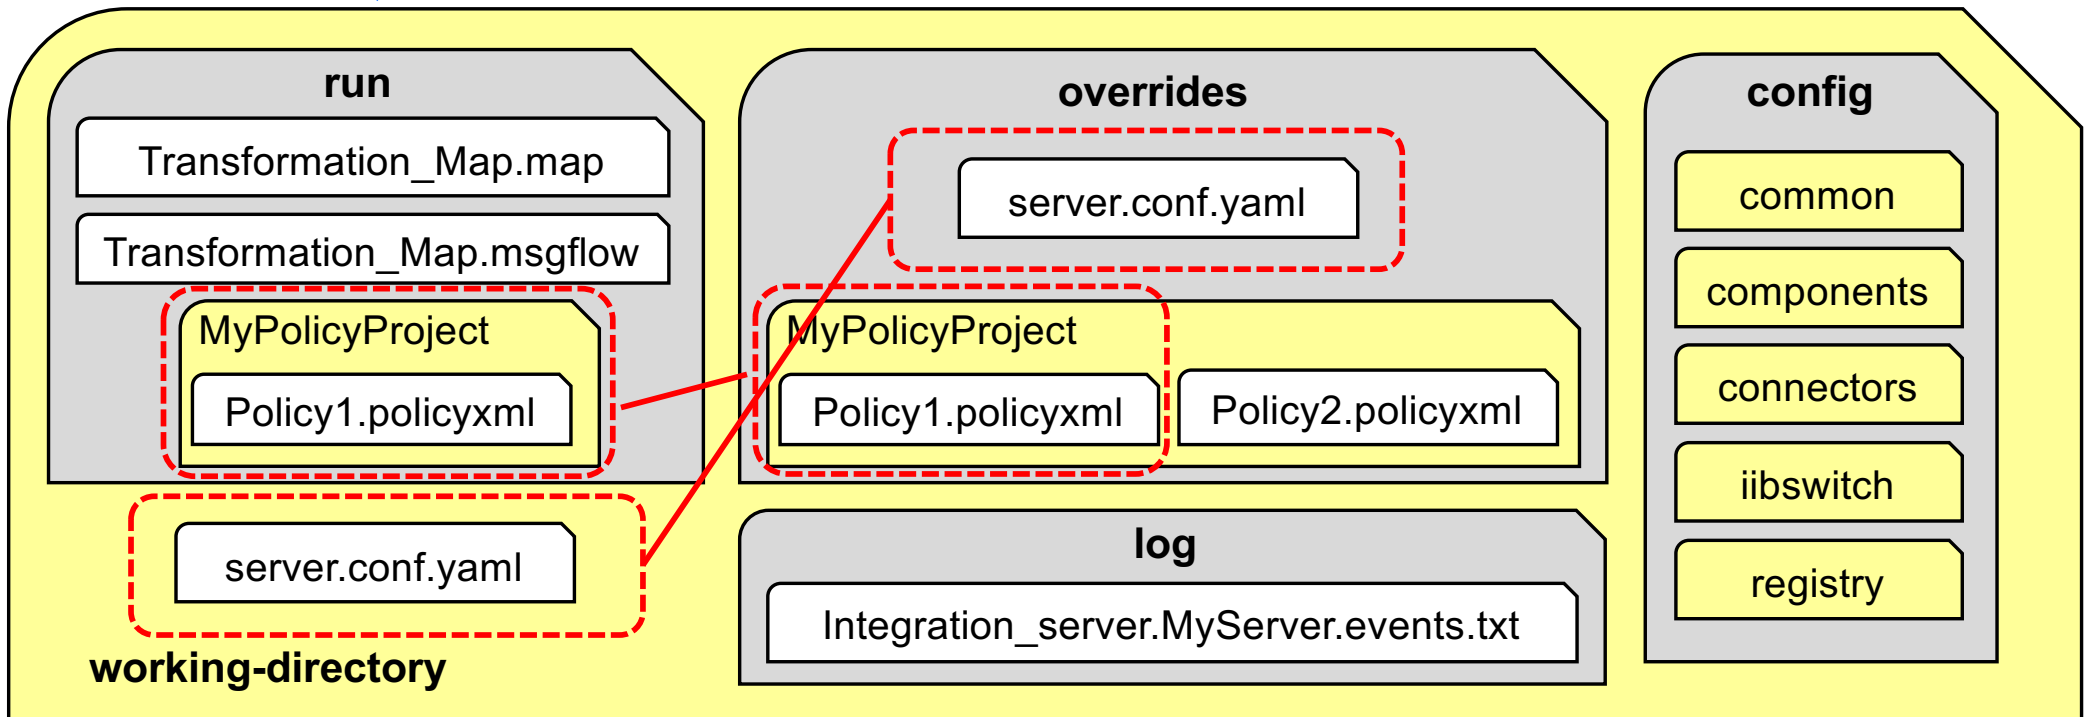 run
Transformation_Map.map
Transformation_Map.msgflow
MyPolicyProject
Policy1.policyxml
server.conf.yaml
working-directory
overrides
server.conf.yaml
MyPolicyProject
Policy1.policyxml
Policy2.policyxml
log
Integration_server.MyServer.events.txt
config
common
components
connectors
iibswitch
registry